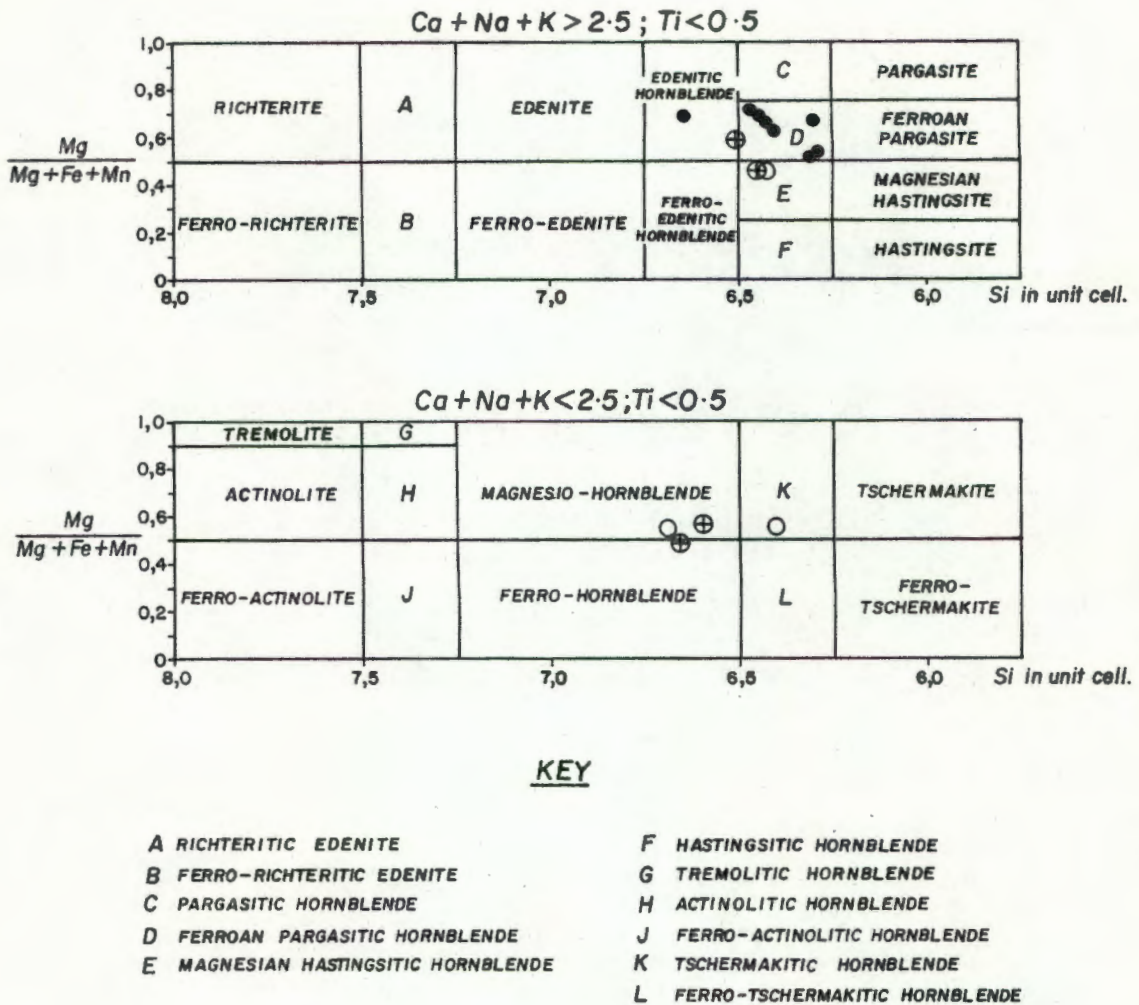 Ca+Na+K>2·5; Ti<0·5
1,0
0,8
0,6
0,4
0,2
0
Mg
Mg+Fe+Mn
RICHTERITE
A
EDENITE
EDENITIC
HORNBLENDE
C
PARGASITE
D
FERROAN
PARGASITE
FERRO-RICHTERITE
B
FERRO-EDENITE
FERRO-
EDENITIC
HORNBLENDE
E
MAGNESIAN
HASTINGSITE
F
HASTINGSITE
8,0 7,5 7,0 6,5 6,0 Si in unit cell.
Ca+Na+K<2·5;Ti<0·5
1,0
0,8
0,6
0,4
0,2
0
Mg
Mg+Fe+Mn
TREMOLITE
G
ACTINOLITE
H
MAGNESIO-HORNBLENDE
K
TSCHERMAKITE
FERRO-ACTINOLITE
J
FERRO-HORNBLENDE
L
FERRO-
TSCHERMAKITE
8,0 7,5 7,0 6,5 6,0 Si in unit cell.
KEY
A RICHTERITIC EDENITE
B FERRO-RICHTERITIC EDENITE
C PARGASITIC HORNBLENDE
D FERROAN PARGASITIC HORNBLENDE
E MAGNESIAN HASTINGSITIC HORNBLENDE
F HASTINGSITIC HORNBLENDE
G TREMOLITIC HORNBLENDE
H ACTINOLITIC HORNBLENDE
J FERRO-ACTINOLITIC HORNBLENDE
K TSCHERMAKITIC HORNBLENDE
L FERRO-TSCHERMAKITIC HORNBLENDE